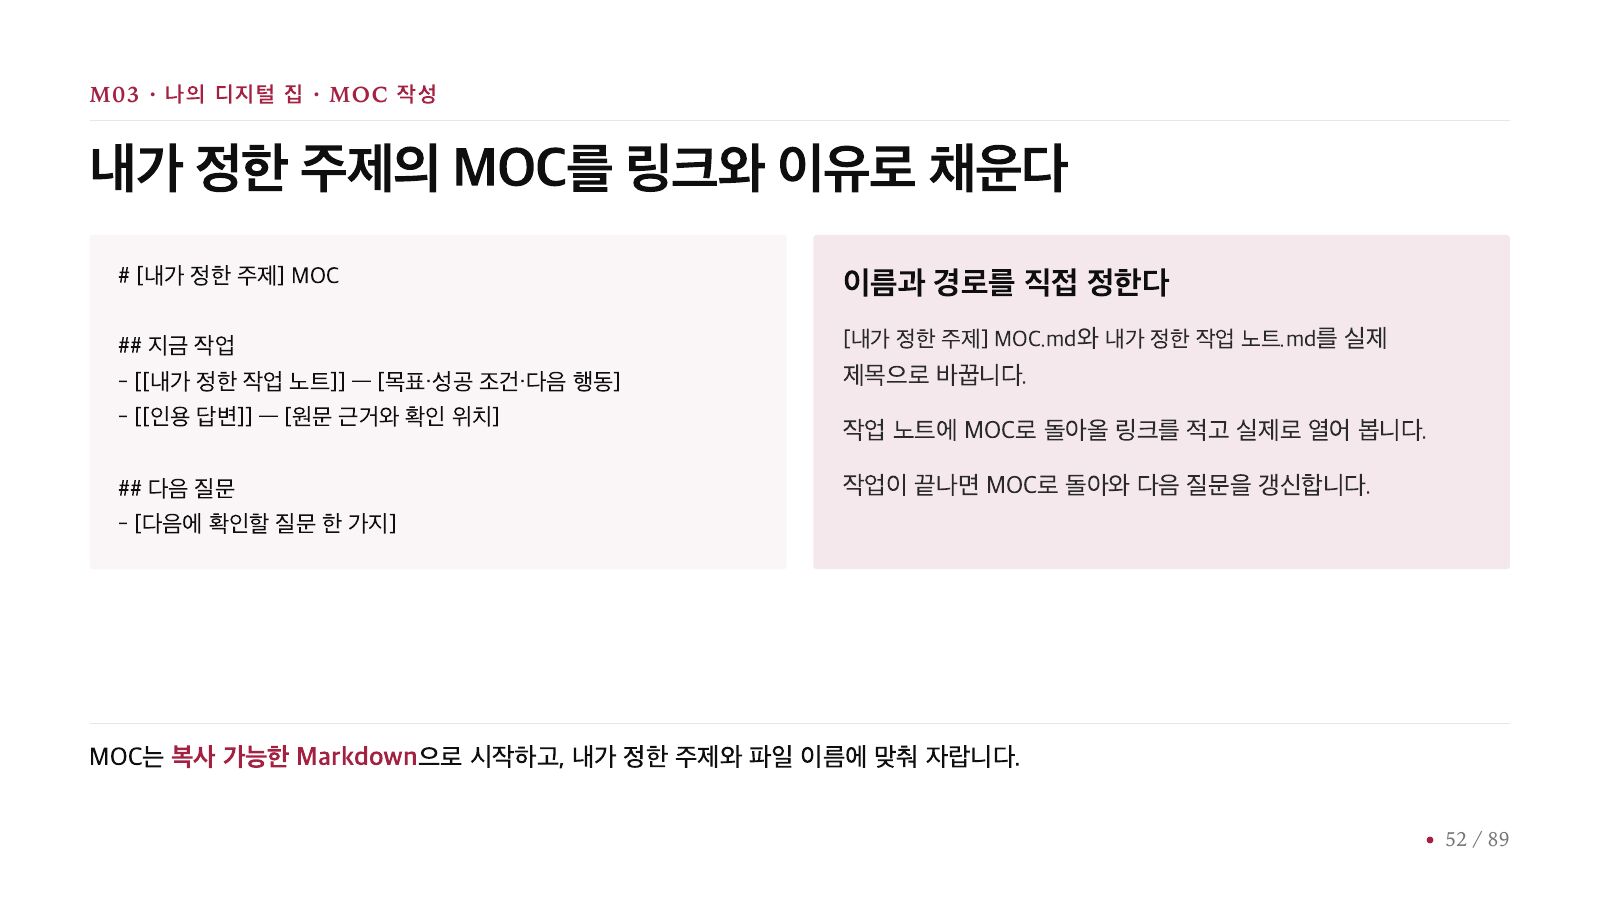 M03 · 나의 디지털 집 · MOC 작성
내가 정한 주제의 MOC를 링크와 이유로 채운다
# [내가 정한 주제] MOC
## 지금 작업
- [[내가 정한 작업 노트]] — [목표·성공 조건·다음 행동]
- [[인용 답변]] — [원문 근거와 확인 위치]
## 다음 질문
- [다음에 확인할 질문 한 가지]
이름과 경로를 직접 정한다
[내가 정한 주제] MOC.md와 내가 정한 작업 노트.md를 실제
제목으로 바꿉니다.
작업 노트에 MOC로 돌아올 링크를 적고 실제로 열어 봅니다.
작업이 끝나면 MOC로 돌아와 다음 질문을 갱신합니다.
MOC는 복사 가능한 Markdown으로 시작하고, 내가 정한 주제와 파일 이름에 맞춰 자랍니다.
• 52 / 89